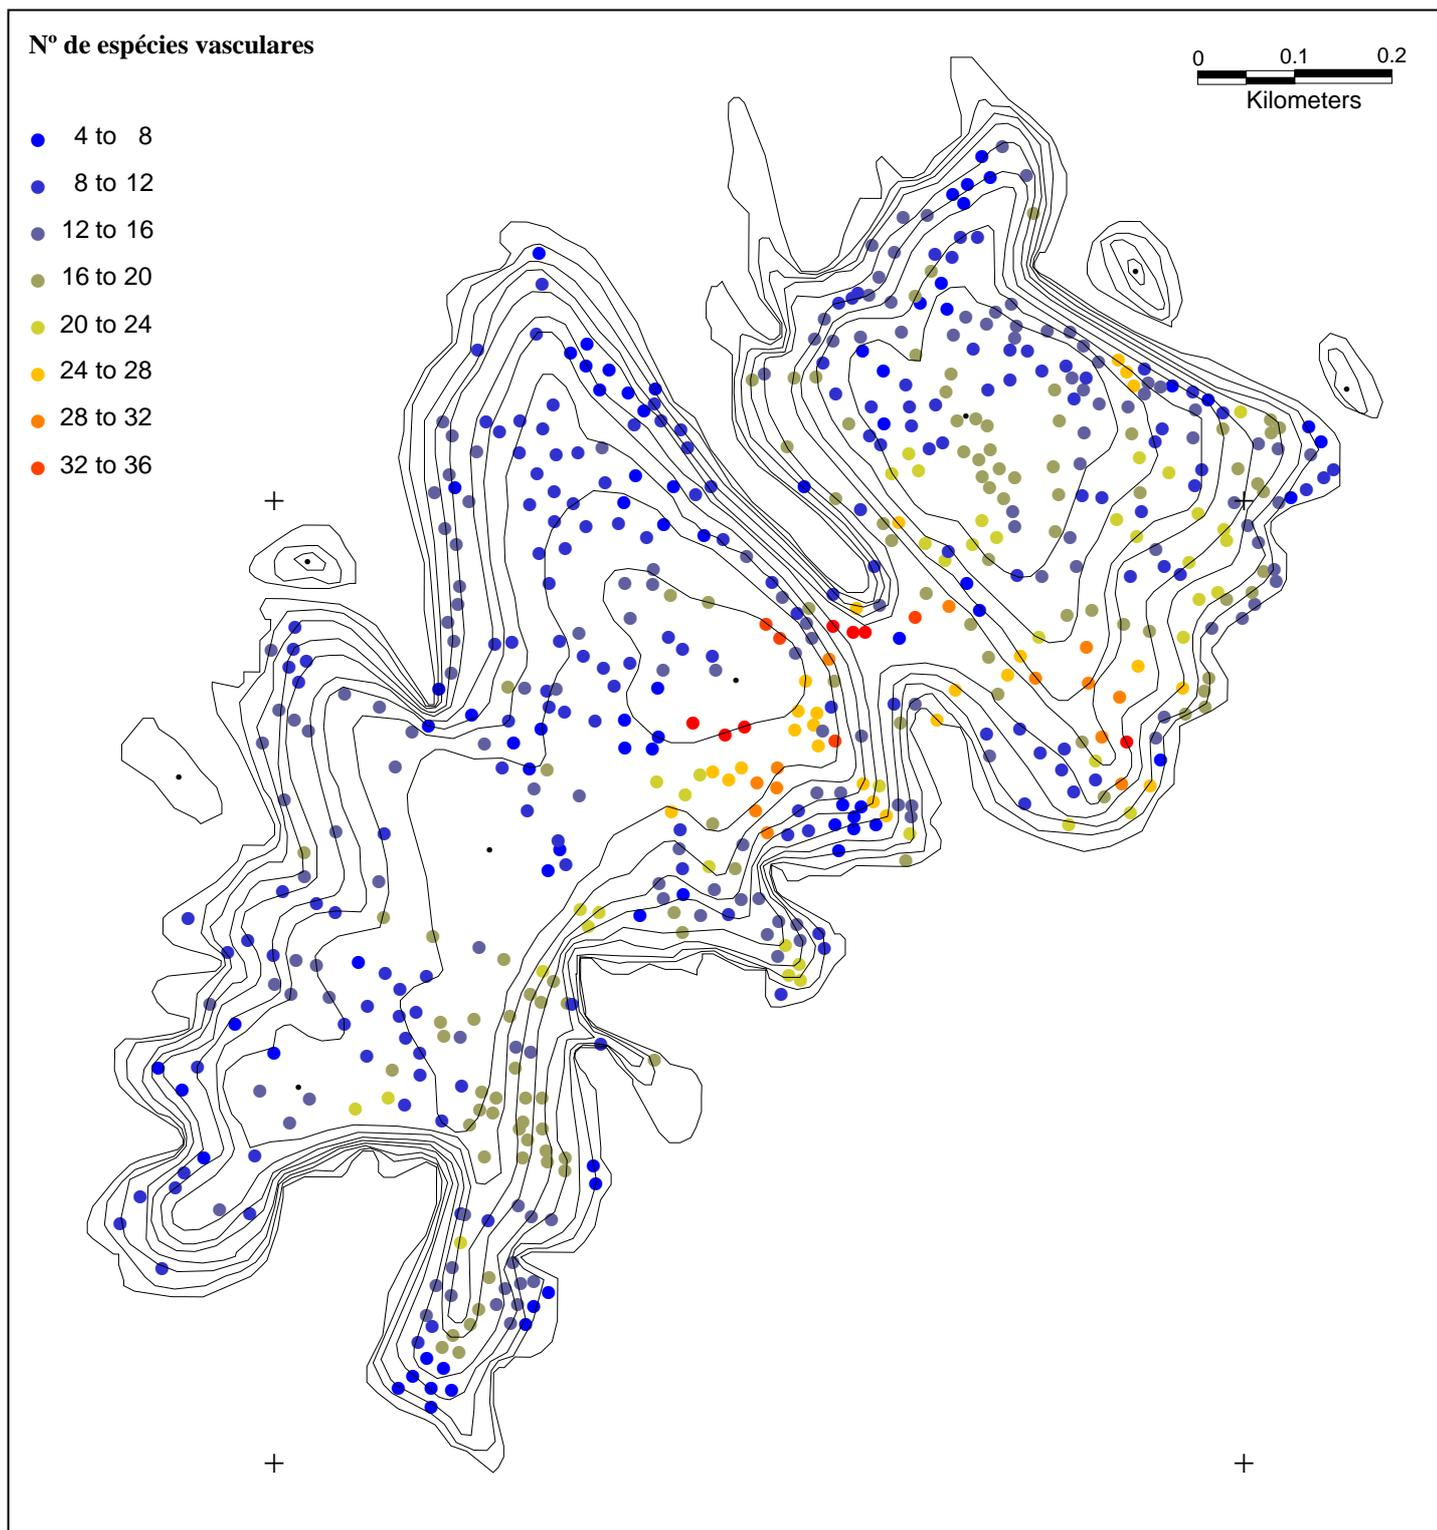 Nº de espécies vasculares
0 0.1 0.2
Kilometers
4 to 8
8 to 12
12 to 16
16 to 20
20 to 24
24 to 28
28 to 32
32 to 36